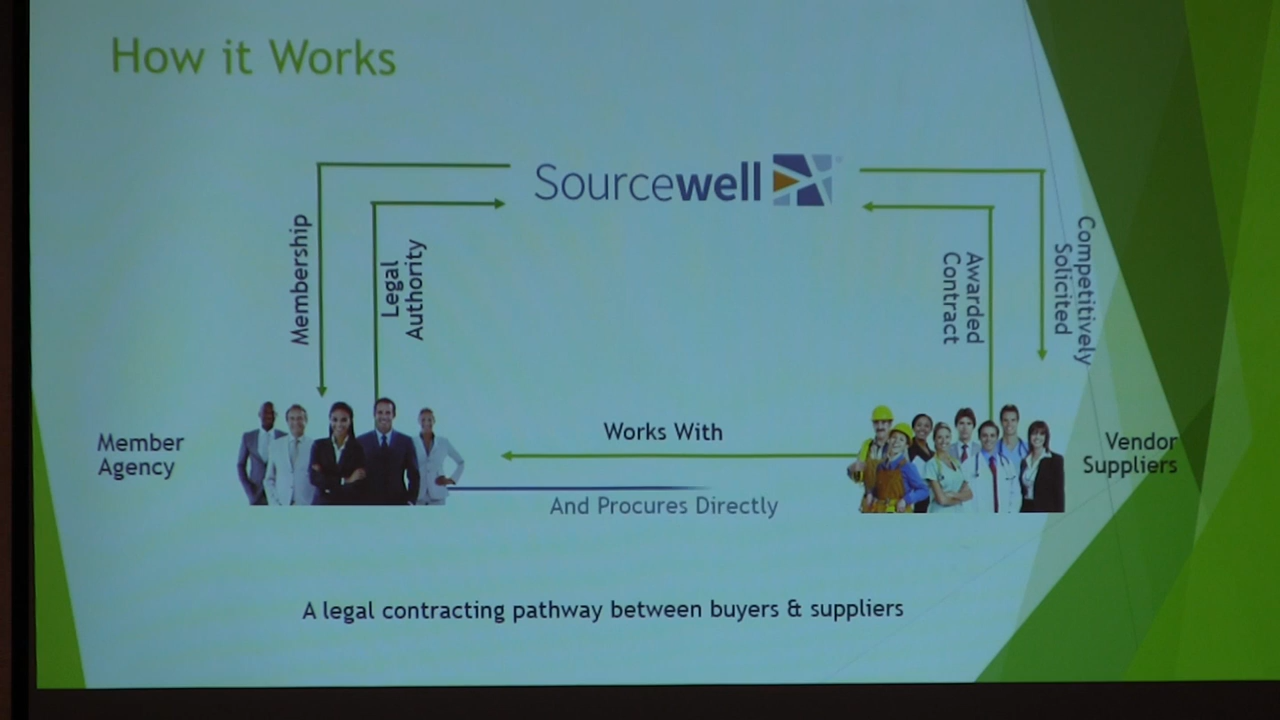 How it Works
Sourcewell
Membership
Legal
Authority
Awarded
Contract
Competitively
Solicited
Member
Agency
Works With
And Procures Directly
Vendor
Suppliers
A legal contracting pathway between buyers & suppliers